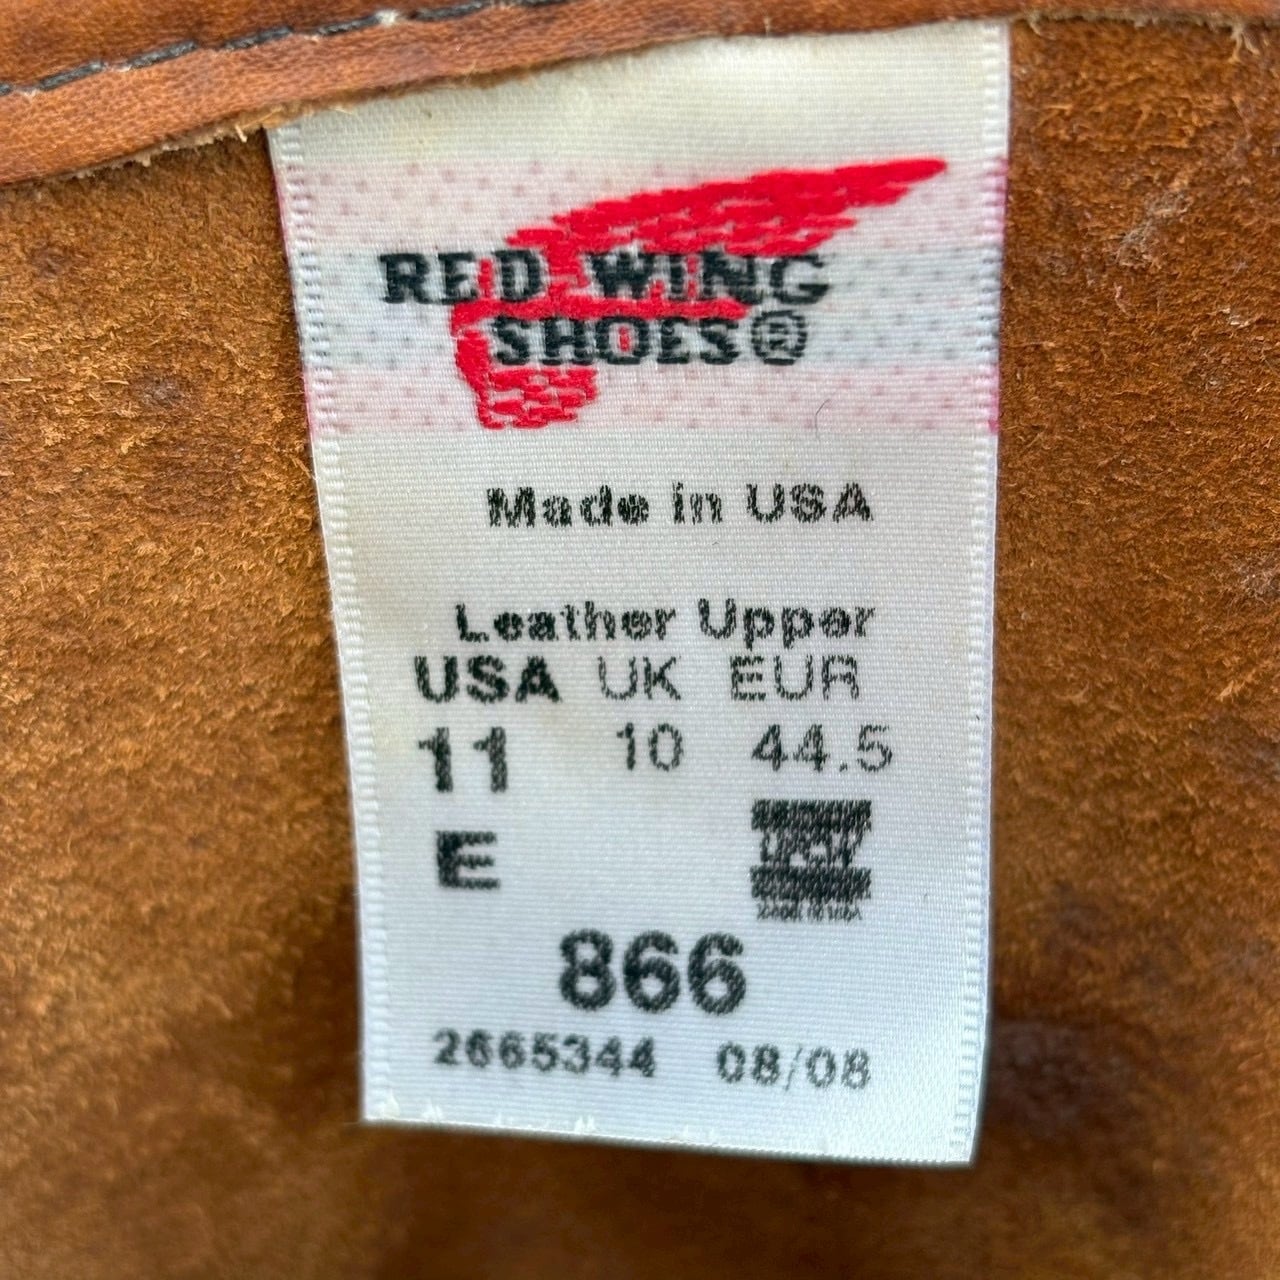 RED WING
SHOES®
Made in USA
Leather Upper
USA UK EUR
11 10 44.5
E
866
2665344 08/08